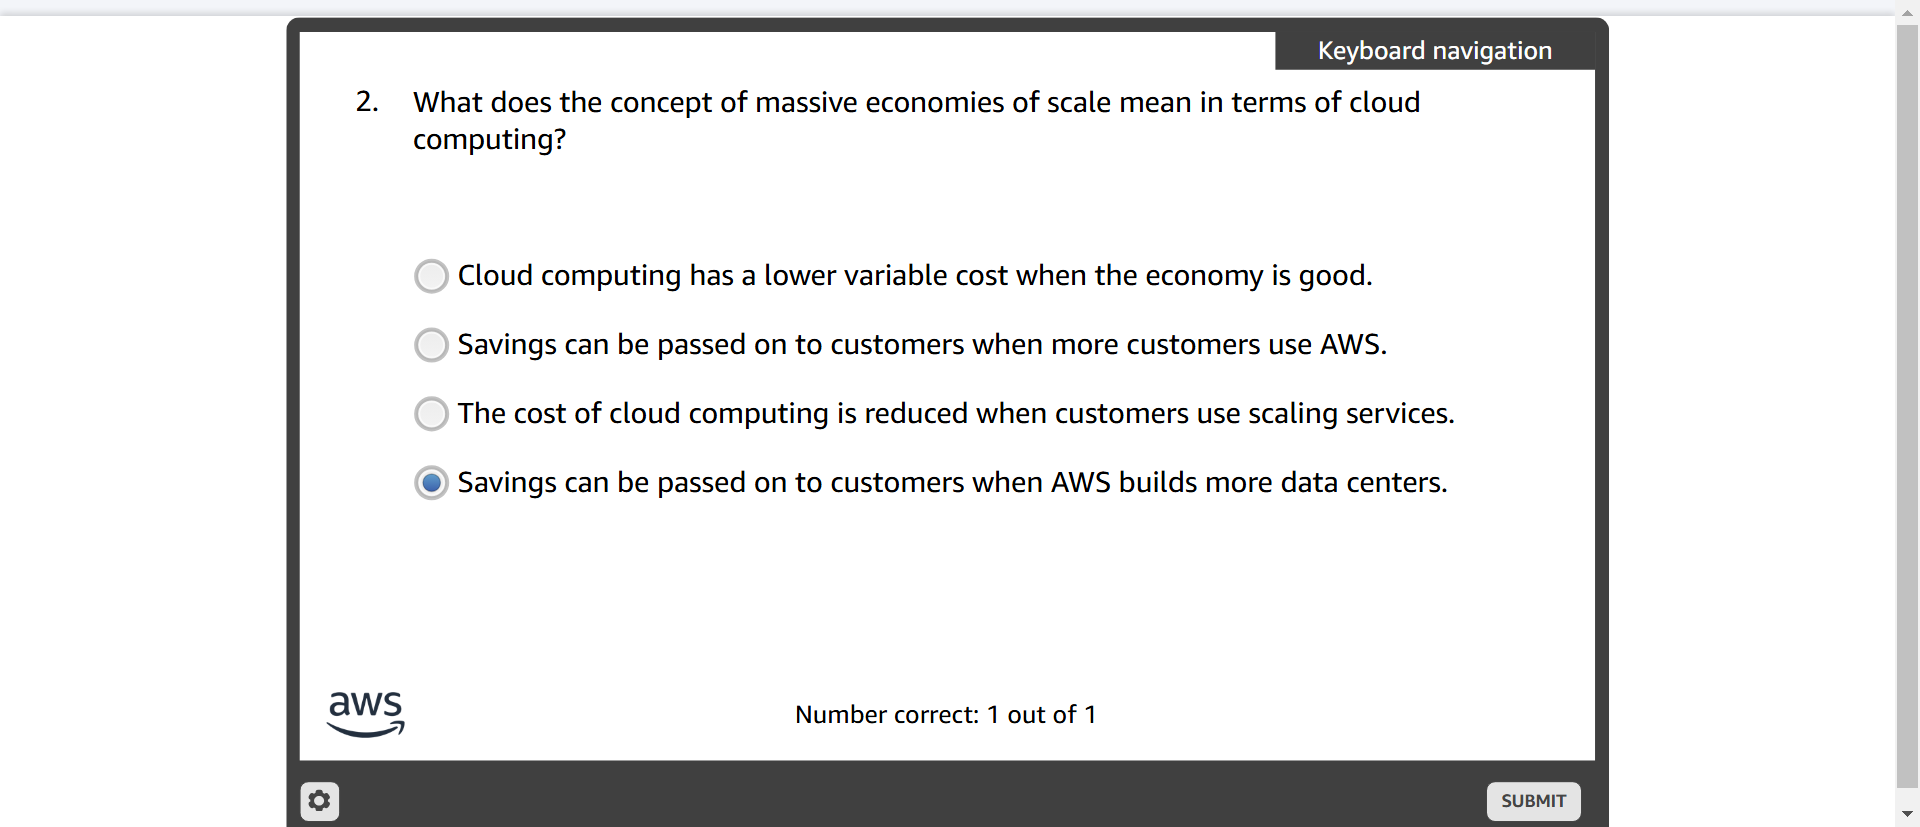 Keyboard navigation
2. What does the concept of massive economies of scale mean in terms of cloud
computing?
Cloud computing has a lower variable cost when the economy is good.
Savings can be passed on to customers when more customers use AWS.
The cost of cloud computing is reduced when customers use scaling services.
Savings can be passed on to customers when AWS builds more data centers.
aws
Number correct: 1 out of 1
SUBMIT